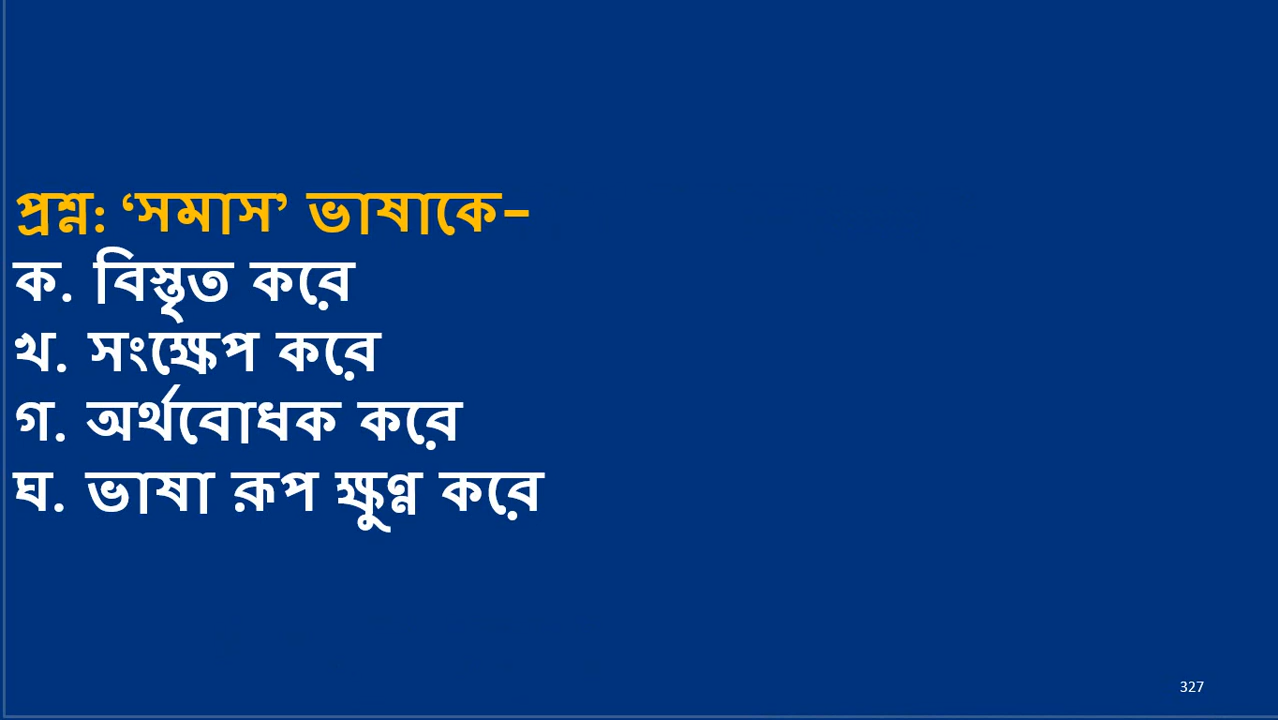 প্রশ্ন: ‘সমাস’ ভাষাকে–
ক. বিস্তৃত করে
খ. সংক্ষেপ করে
গ. অর্থবোধক করে
ঘ. ভাষা রূপ ক্ষুণ্ণ করে
327